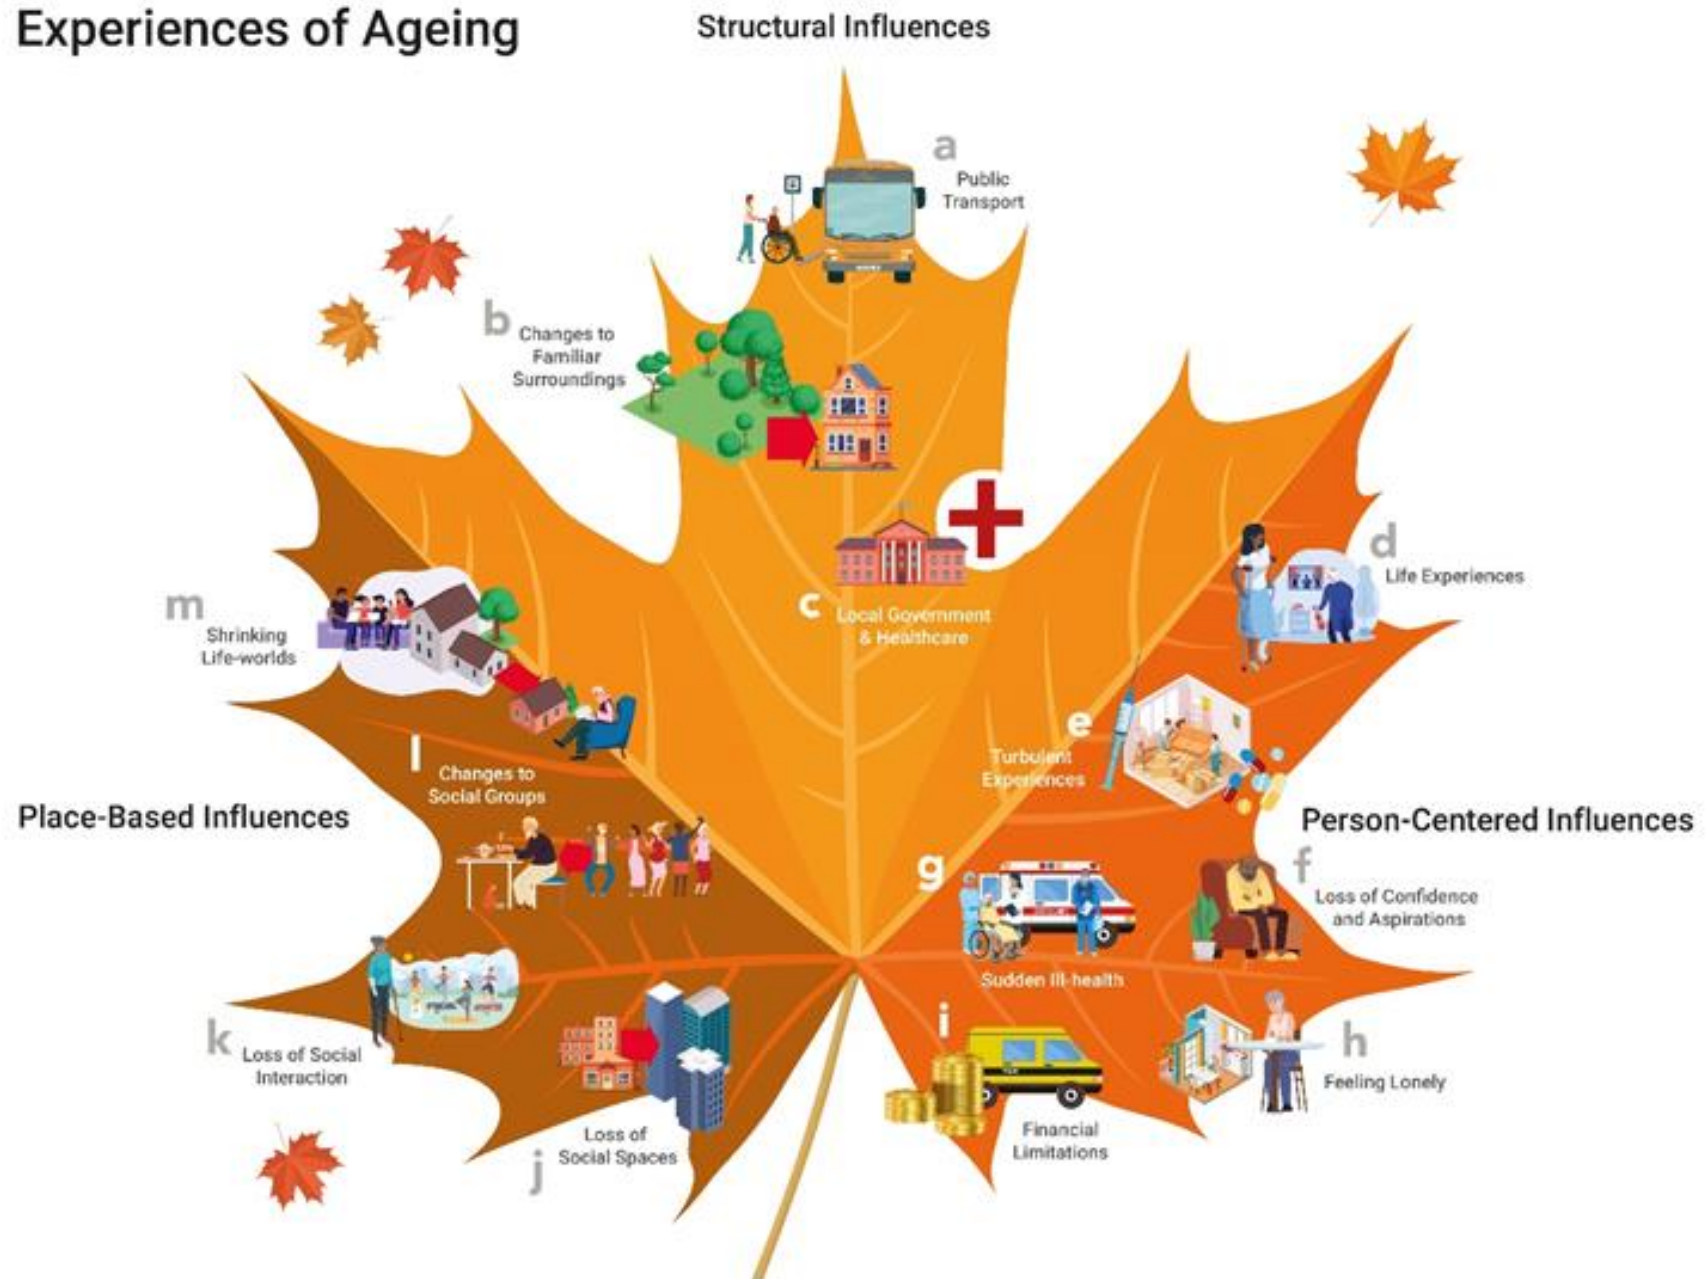 Experiences of Ageing
Structural Influences
a
Public
Transport
b
Changes to
Familiar
Surroundings
c
Local Government
& Healthcare
d
Life Experiences
e
Turbulent
Experiences
Person-Centered Influences
f
Loss of Confidence
and Aspirations
g
Sudden Ill-health
h
Feeling Lonely
i
Financial
Limitations
j
Loss of
Social Spaces
k
Loss of Social
Interaction
Place-Based Influences
l
Changes to
Social Groups
m
Shrinking
Life-worlds